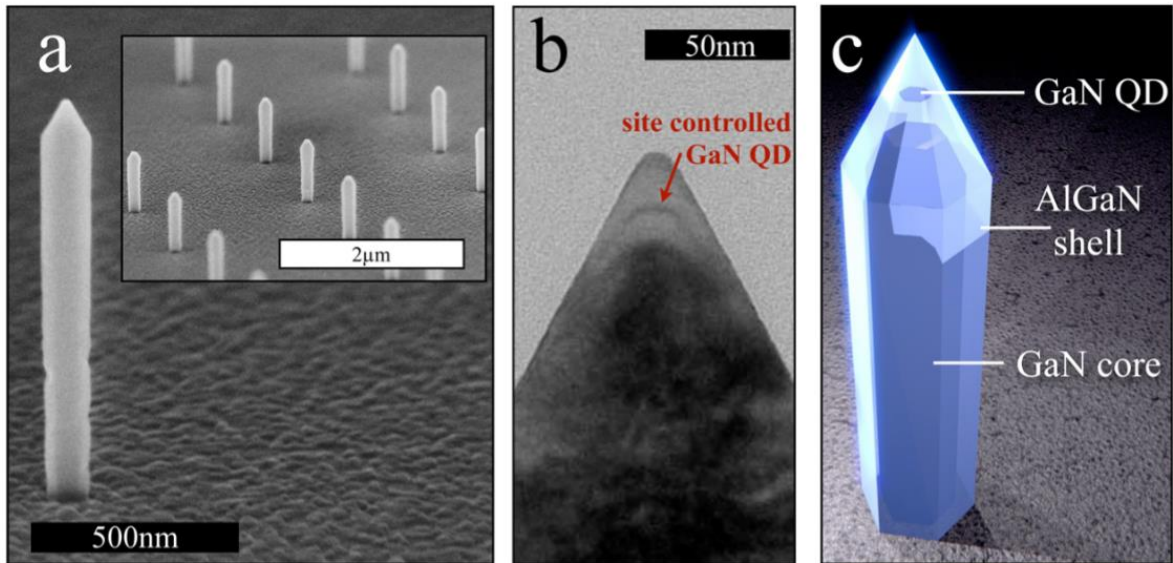 a
2μm
500nm
b
50nm
site controlled
GaN QD
c
GaN QD
AlGaN
shell
GaN core